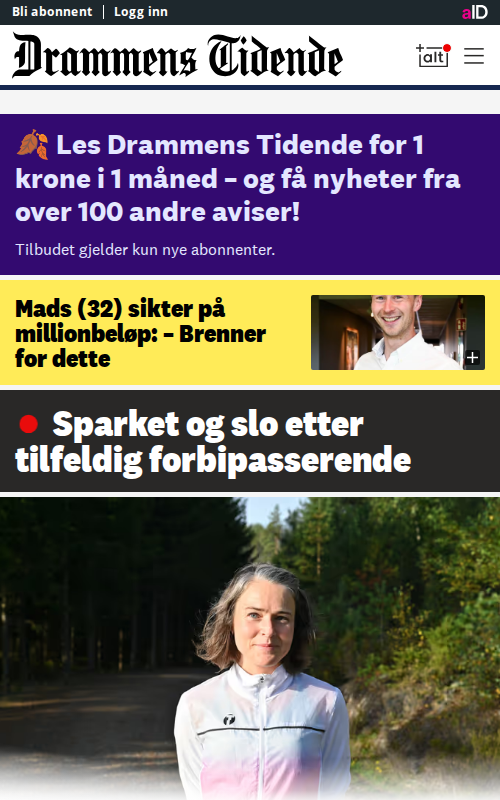 Bli abonnent | Logg inn
aID
Drammens Tidende
+alt
🍂 Les Drammens Tidende for 1
krone i 1 måned – og få nyheter fra
over 100 andre aviser!
Tilbudet gjelder kun nye abonnenter.
Mads (32) sikter på
millionbeløp: – Brenner
for dette
Sparket og slo etter
tilfeldig forbipasserende